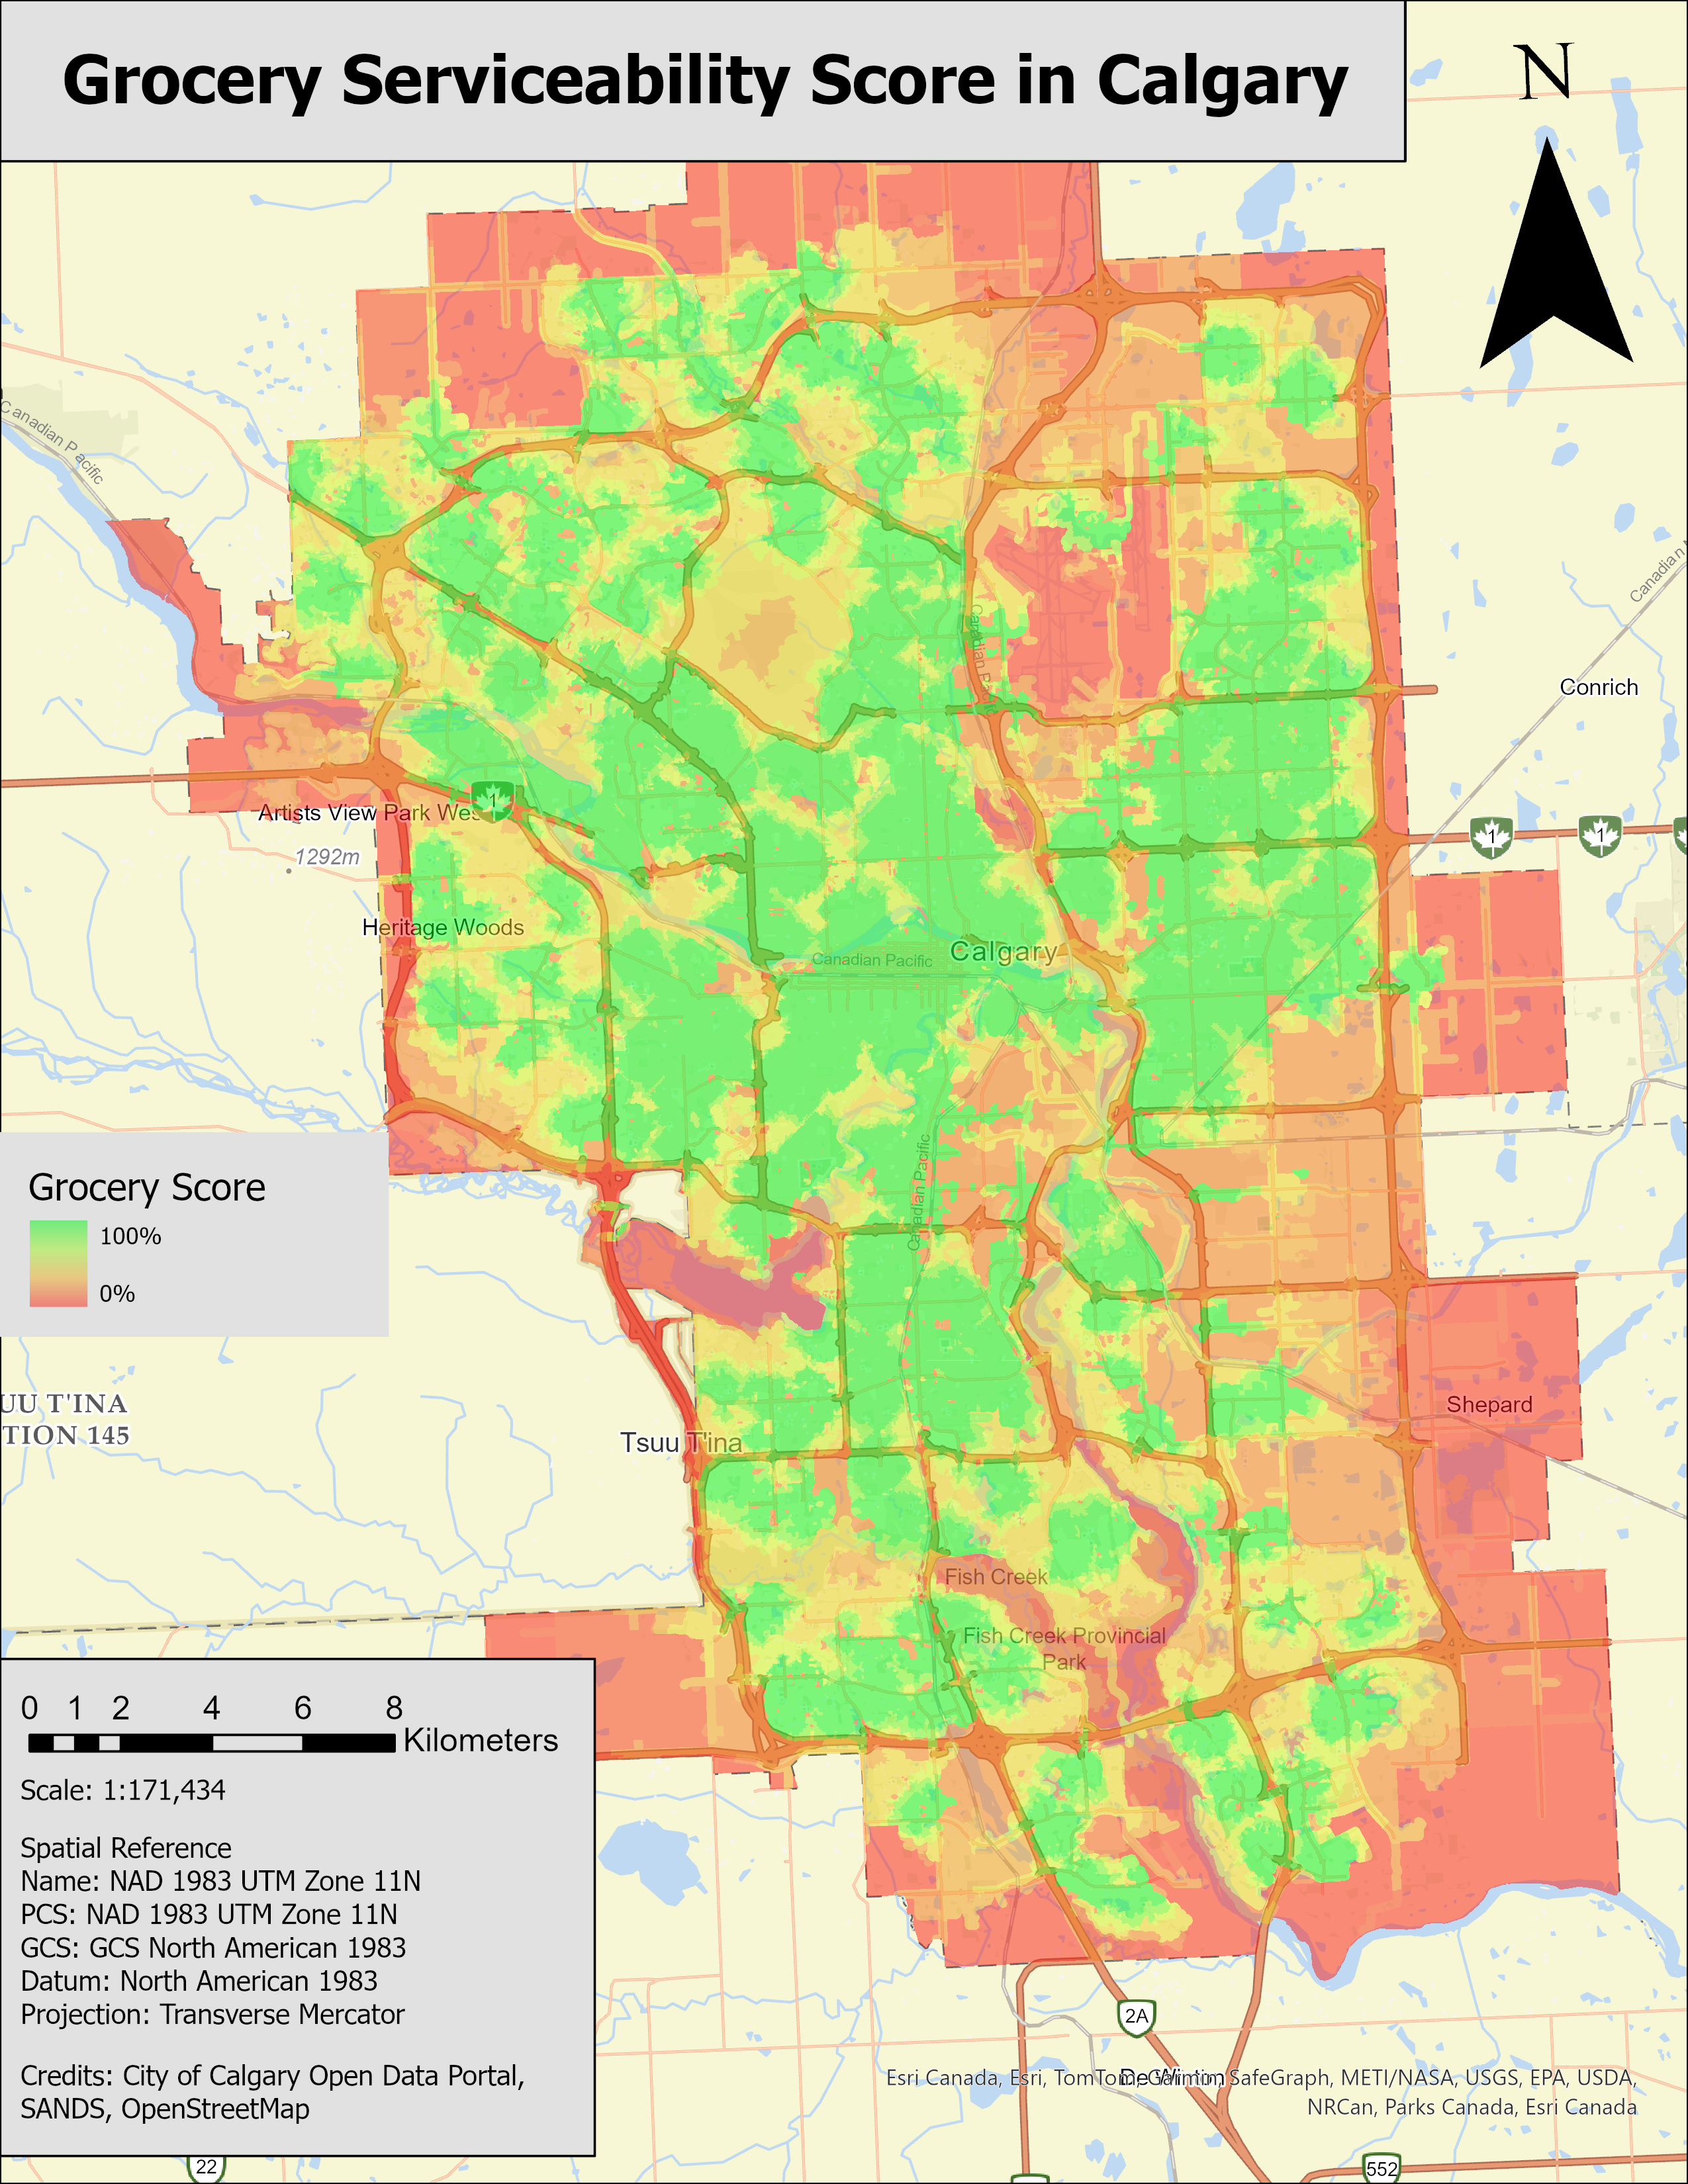 Grocery Serviceability Score in Calgary
N
Canadian Pacific
Canadian
Canadian Pacific
Conrich
1
Artists View Park Wes
1292m
1
1
Heritage Woods
Calgary
Canadian Pacific
Canadian Pacific
Grocery Score
100%
0%
UU T'INA
TION 145
Tsuu T'ina
Shepard
Fish Creek
Fish Creek Provincial
Park
0 1 2 4 6 8
Kilometers
Scale: 1:171,434
Spatial Reference
Name: NAD 1983 UTM Zone 11N
PCS: NAD 1983 UTM Zone 11N
GCS: GCS North American 1983
Datum: North American 1983
Projection: Transverse Mercator
Credits: City of Calgary Open Data Portal,
SANDS, OpenStreetMap
2A
De Winton
Esri Canada, Esri, TomTom, Garmin, SafeGraph, METI/NASA, USGS, EPA, USDA,
NRCan, Parks Canada, Esri Canada
22
552